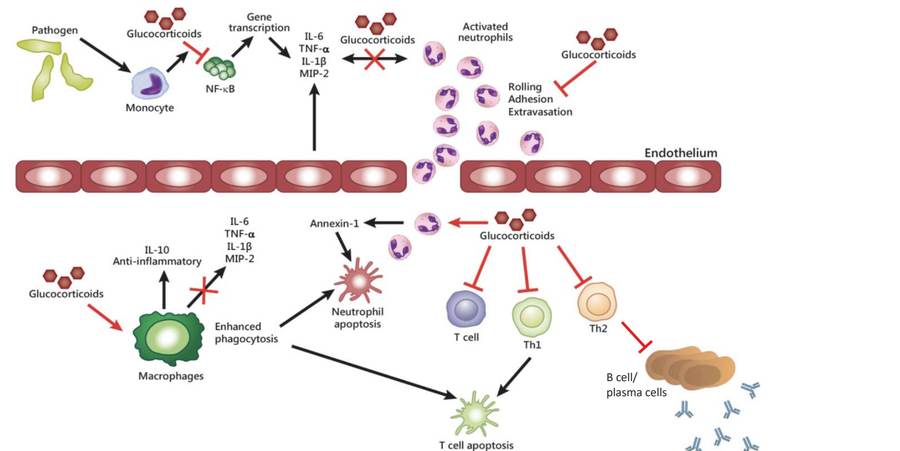 Pathogen
Glucocorticoids
Monocyte
NF-κB
Gene
transcription
IL-6
TNF-α
IL-1β
MIP-2
Glucocorticoids
Activated
neutrophils
Glucocorticoids
Rolling
Adhesion
Extravasation
Endothelium
Glucocorticoids
IL-10
Anti-inflammatory
IL-6
TNF-α
IL-1β
MIP-2
Macrophages
Enhanced
phagocytosis
Annexin-1
Neutrophil
apoptosis
Glucocorticoids
T cell
Th1
Th2
B cell/
plasma cells
T cell apoptosis